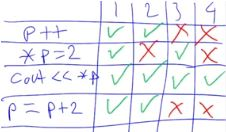 1 2 3 4
p++ ✓ ✓ ✗ ✗
*p=2 ✓ ✗ ✓ ✗
cout << *p ✓ ✓ ✓ ✓
p = p+2 ✓ ✓ ✗ ✗